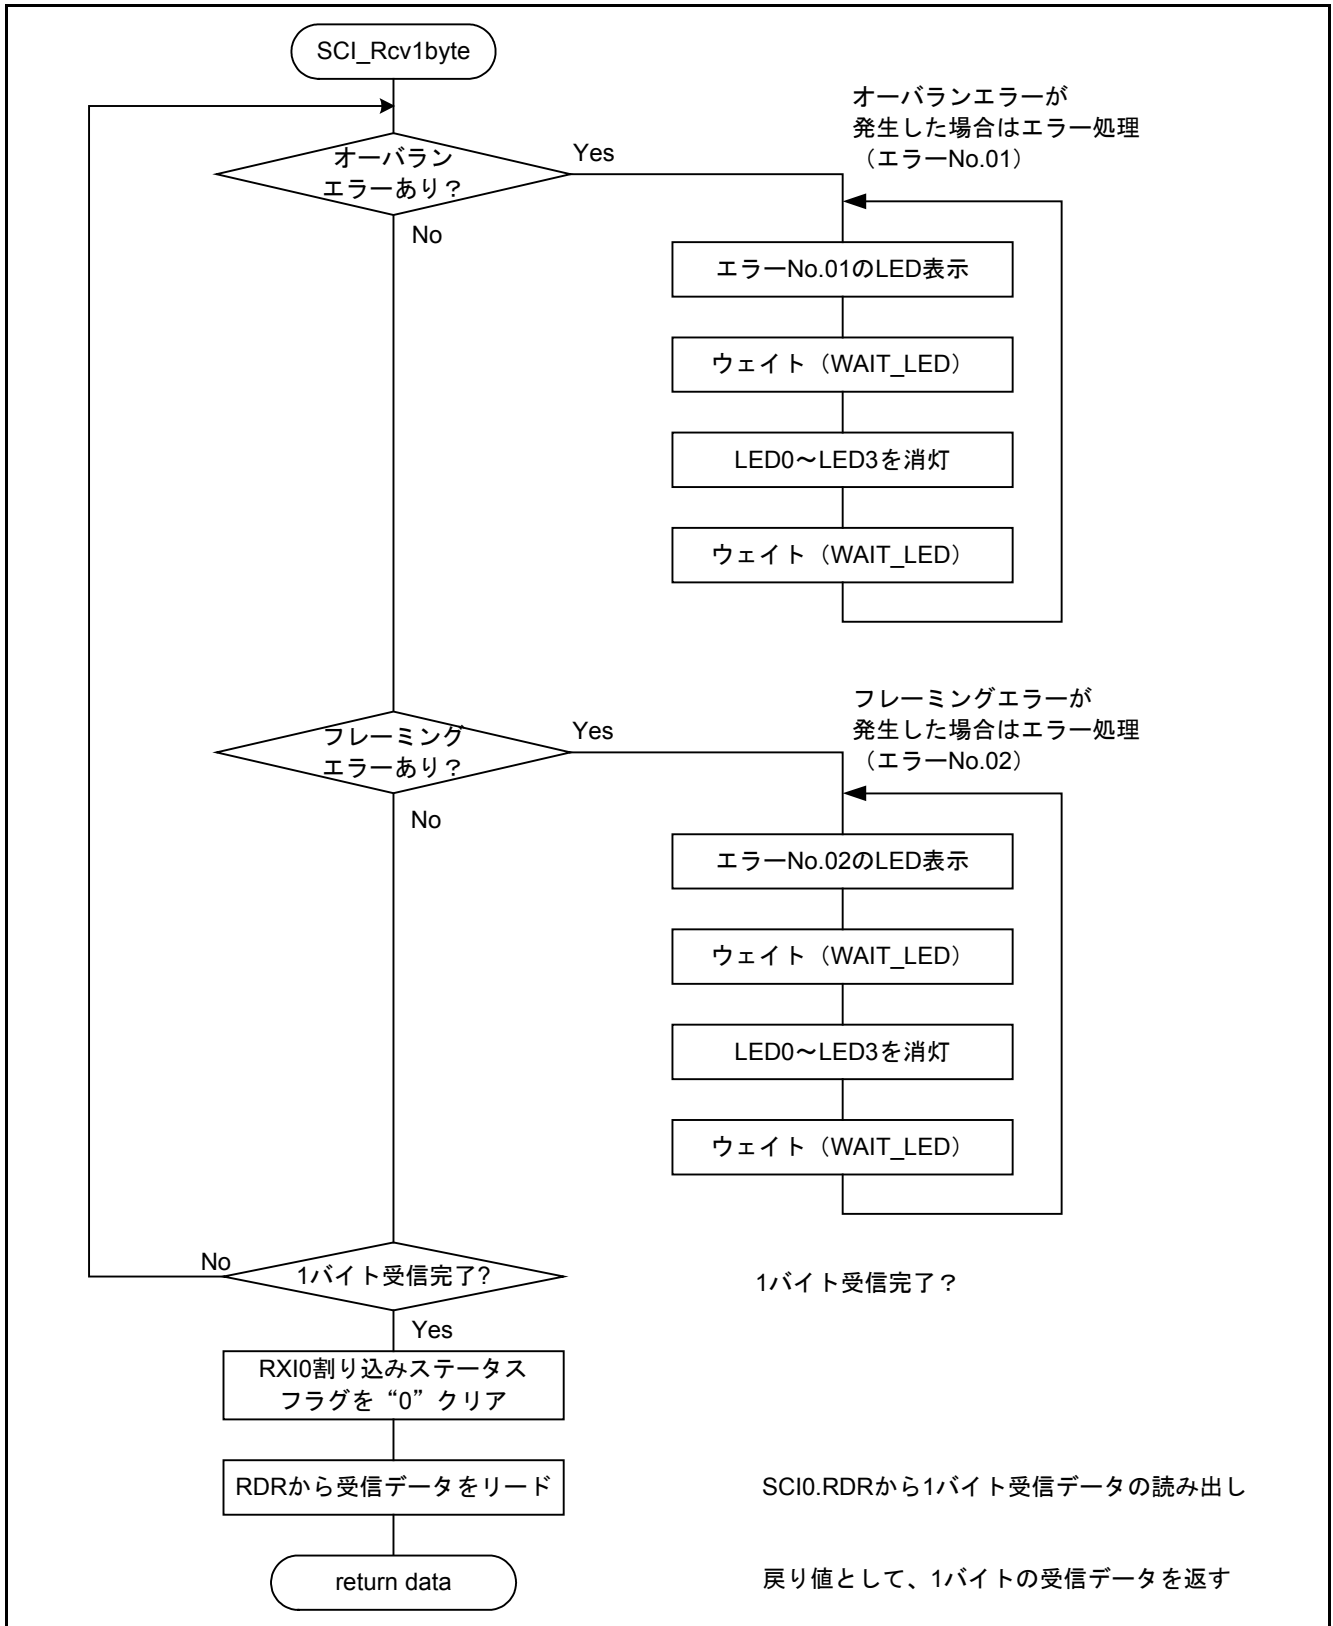 SCI_Rcv1byte
オーバランエラーが
発生した場合はエラー処理
（エラーNo.01）
オーバラン
エラーあり？
Yes
No
エラーNo.01のLED表示
ウェイト（WAIT_LED）
LED0～LED3を消灯
ウェイト（WAIT_LED）
フレーミングエラーが
発生した場合はエラー処理
（エラーNo.02）
フレーミング
エラーあり？
Yes
No
エラーNo.02のLED表示
ウェイト（WAIT_LED）
LED0～LED3を消灯
ウェイト（WAIT_LED）
No
1バイト受信完了?
1バイト受信完了？
Yes
RXI0割り込みステータス
フラグを“0”クリア
RDRから受信データをリード
SCI0.RDRから1バイト受信データの読み出し
return data
戻り値として、1バイトの受信データを返す